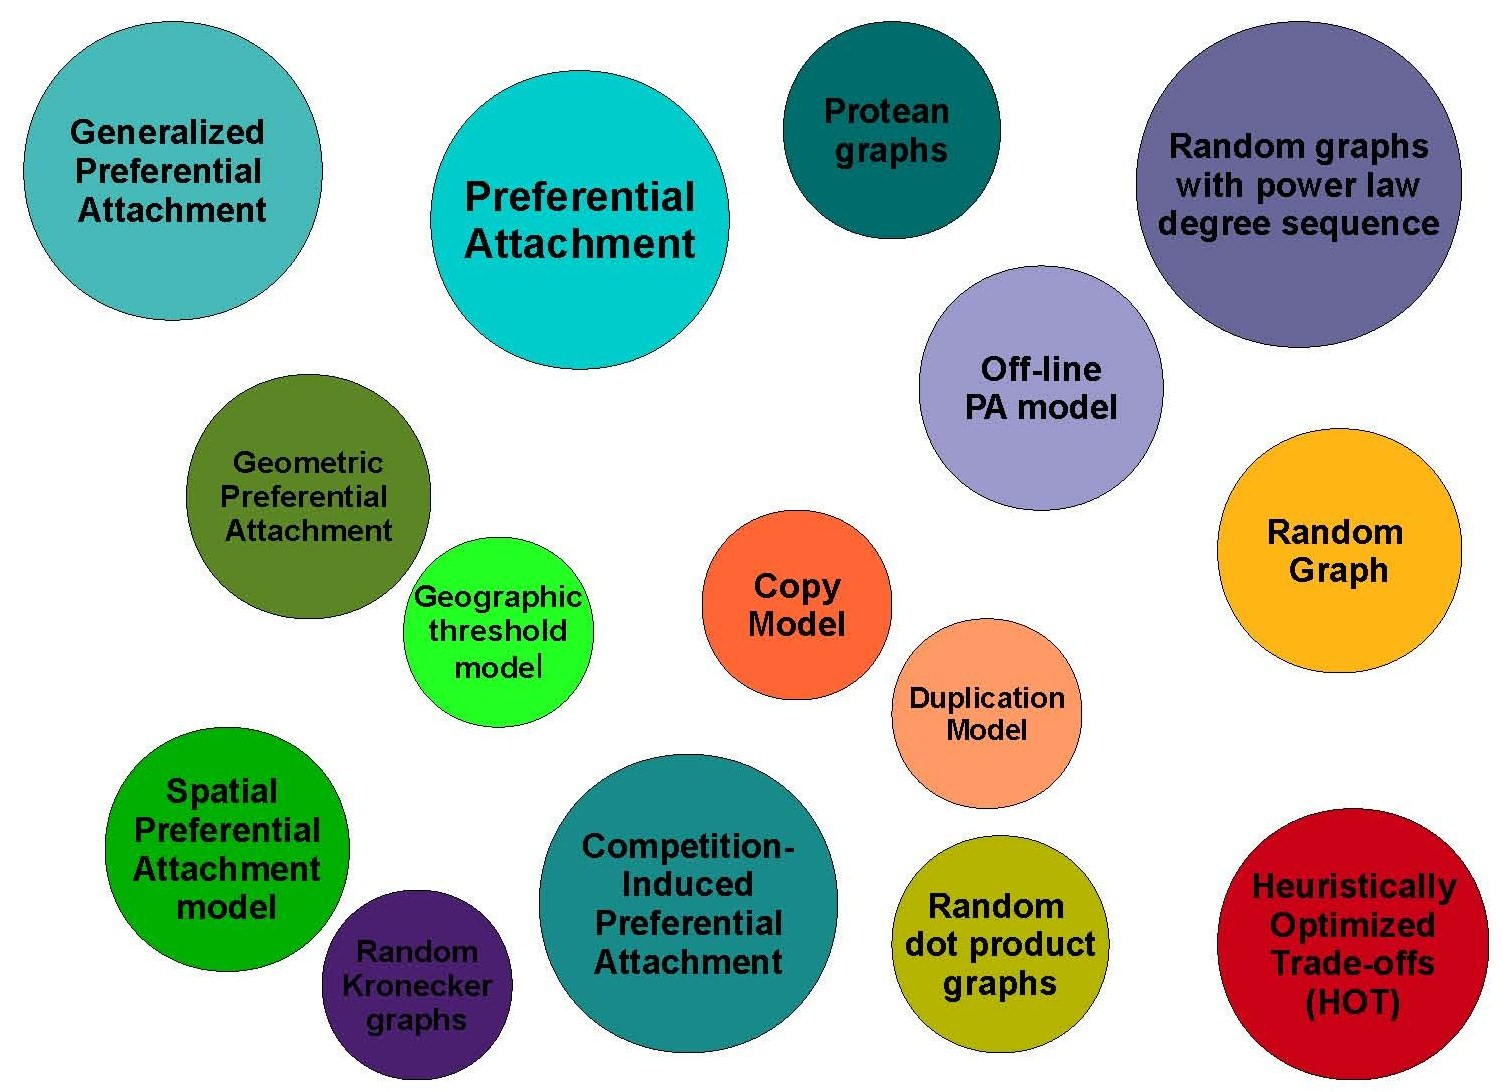 Generalized
Preferential
Attachment
Preferential
Attachment
Protean
graphs
Random graphs
with power law
degree sequence
Off-line
PA model
Geometric
Preferential
Attachment
Geographic
threshold
model
Copy
Model
Random
Graph
Duplication
Model
Spatial
Preferential
Attachment
model
Random
Kronecker
graphs
Competition-
Induced
Preferential
Attachment
Random
dot product
graphs
Heuristically
Optimized
Trade-offs
(HOT)